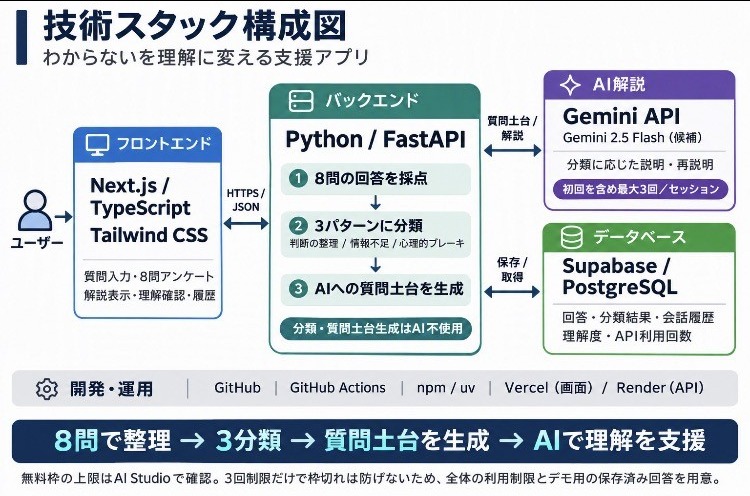 技術スタック構成図
わからないを理解に変える支援アプリ
ユーザー
フロントエンド
Next.js /
TypeScript
Tailwind CSS
質問入力・8問アンケート
解説表示・理解確認・履歴
HTTPS /
JSON
バックエンド
Python / FastAPI
1 8問の回答を採点
2 3パターンに分類
判断の整理 / 情報不足 / 心理的ブレーキ
3 AIへの質問土台を生成
分類・質問土台生成はAI不使用
質問土台 /
解説
AI解説
Gemini API
Gemini 2.5 Flash (候補)
分類に応じた説明・再説明
初回を含め最大3回/セッション
保存 /
取得
データベース
Supabase /
PostgreSQL
回答・分類結果・会話履歴
理解度・API利用回数
開発・運用 | GitHub | GitHub Actions | npm / uv | Vercel (画面) / Render (API)
8問で整理 → 3分類 → 質問土台を生成 → AIで理解を支援
無料枠の上限はAI Studioで確認。3回制限だけで枠切れは防げないため、全体の利用制限とデモ用の保存済み回答を用意。